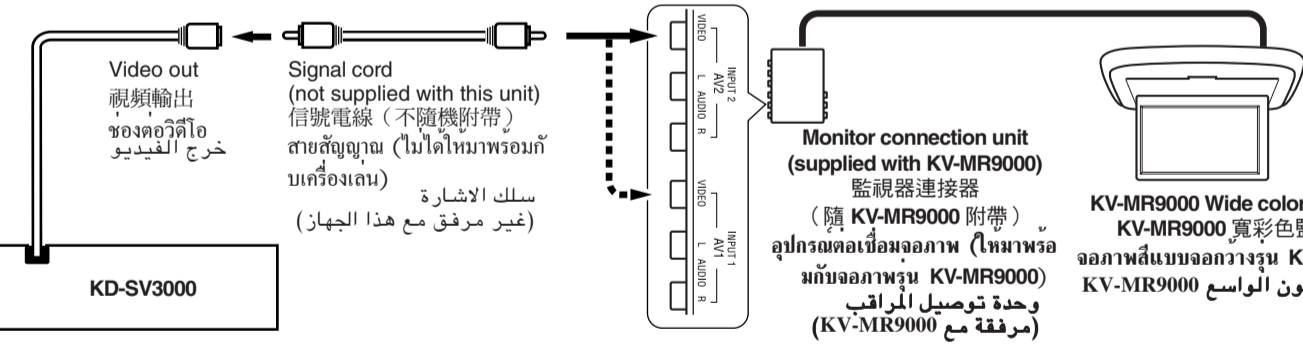 Video out
視頻輸出
ช่องต่อวิดีโอ
خرج الفيديو
Signal cord
(not supplied with this unit)
信號電線（不隨機附帶）
สายสัญญาณ (ไม่ได้ให้มาพร้อมกั
บเครื่องเล่น)
سلك الاشارة
(غير مرفق مع هذا الجهاز)
KD-SV3000
VIDEO
L AUDIO R
AV2
INPUT 2
VIDEO
L AUDIO R
AV1
INPUT 1
Monitor connection unit
(supplied with KV-MR9000)
監視器連接器
（隨 KV-MR9000 附帶）
อุปกรณ์ต่อเชื่อมจอภาพ (ให้มาพร้อ
มกับจอภาพรุ่น KV-MR9000)
وحدة توصيل المراقب
(مرفقة مع KV-MR9000)
KV-MR9000 Wide color
KV-MR9000 寬彩色
จอภาพสีแบบจอกว้างรุ่น K
ون الواسع KV-MR9000